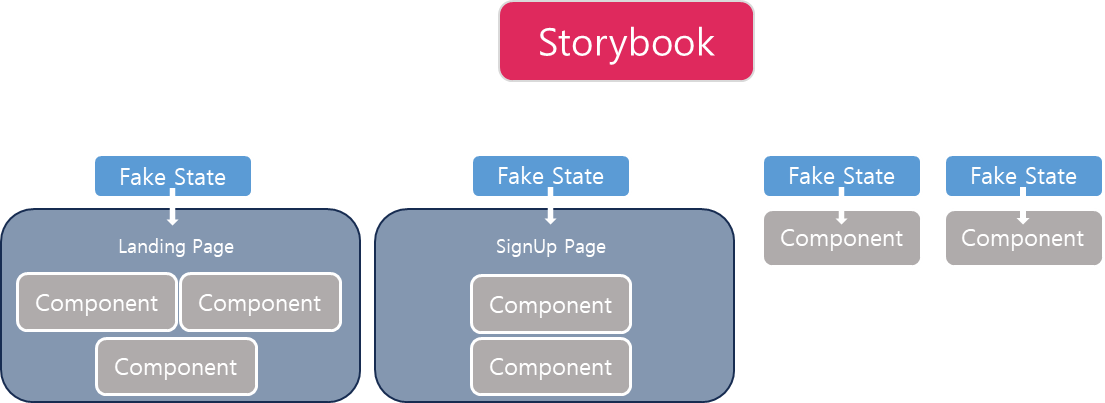 Storybook
Fake State
Fake State
Fake State
Fake State
Landing Page
Component
Component
Component
SignUp Page
Component
Component
Component
Component